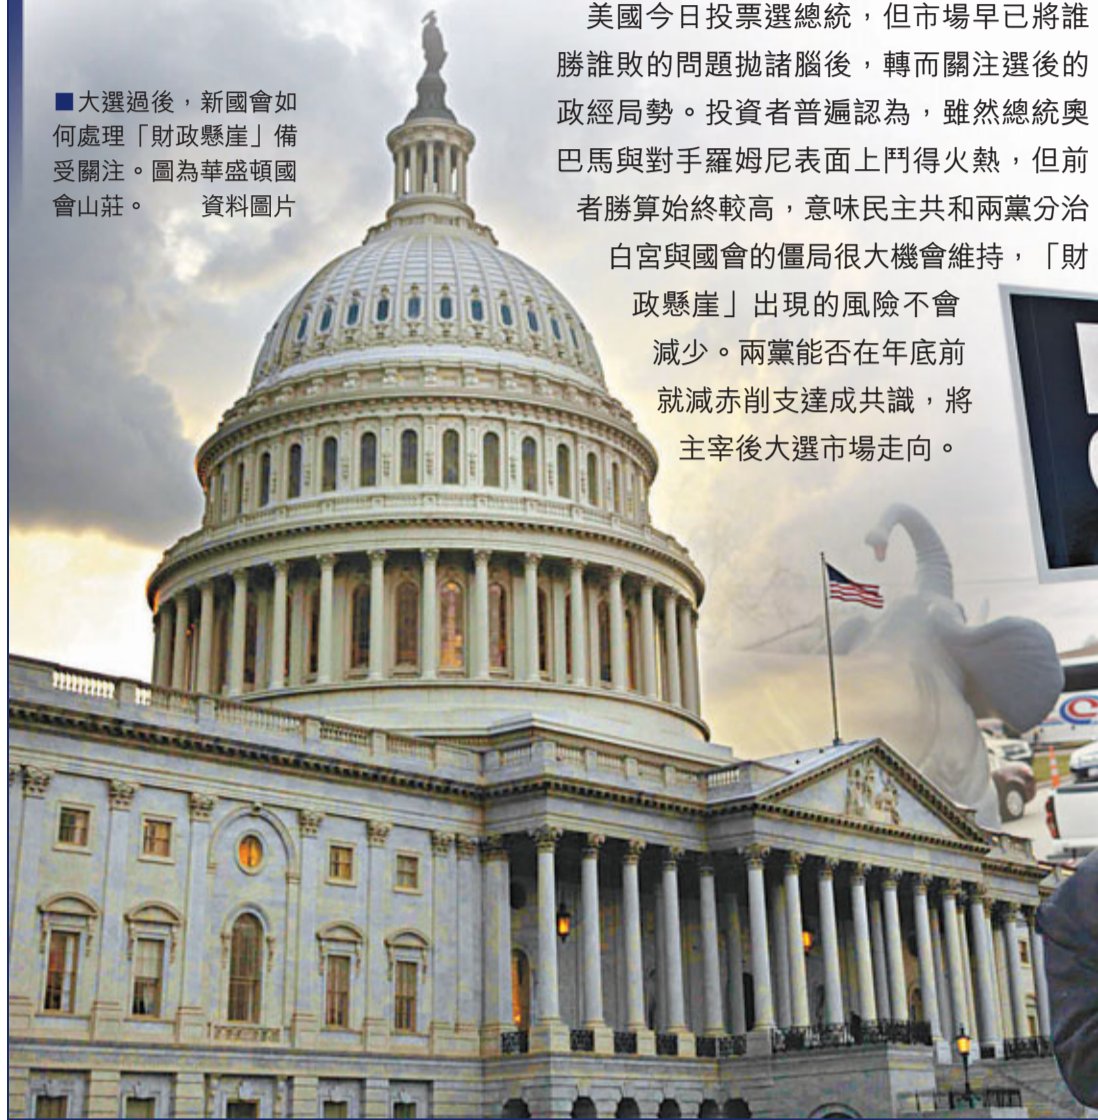 ■大選過後，新國會如
何處理「財政懸崖」備
受關注。圖為華盛頓國
會山莊。 資料圖片
美國今日投票選總統，但市場早已將誰
勝誰敗的問題拋諸腦後，轉而關注選後的
政經局勢。投資者普遍認為，雖然總統奧
巴馬與對手羅姆尼表面上鬥得火熱，但前
者勝算始終較高，意味民主共和兩黨分治
白宮與國會的僵局很大機會維持，「財
政懸崖」出現的風險不會
減少。兩黨能否在年底前
就減赤削支達成共識，將
主宰後大選市場走向。